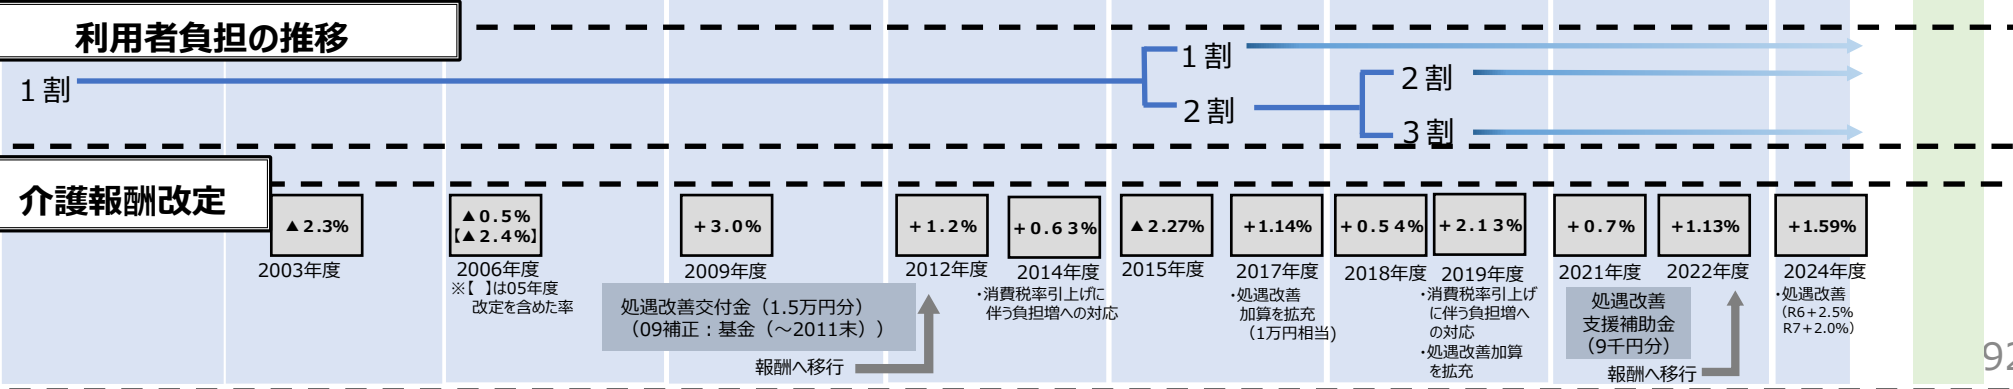 利用者負担の推移
1割
1割
2割
2割
3割
介護報酬改定
▲2.3%
2003年度
▲0.5%
【▲2.4%】
2006年度
※【 】は05年度
改定を含めた率
+3.0%
2009年度
処遇改善交付金（1.5万円分）
（09補正：基金（～2011末））
報酬へ移行
+1.2%
2012年度
+0.63%
2014年度
・消費税率引上げに
伴う負担増への対応
▲2.27%
2015年度
+1.14%
2017年度
・処遇改善
加算を拡充
（1万円相当）
+0.54%
2018年度
+2.13%
2019年度
・消費税率引上げ
に伴う負担増へ
の対応
・処遇改善加算
を拡充
+0.7%
2021年度
処遇改善
支援補助金
（9千円分）
報酬へ移行
+1.13%
2022年度
+1.59%
2024年度
・処遇改善
（R6+2.5%
R7+2.0%）
92